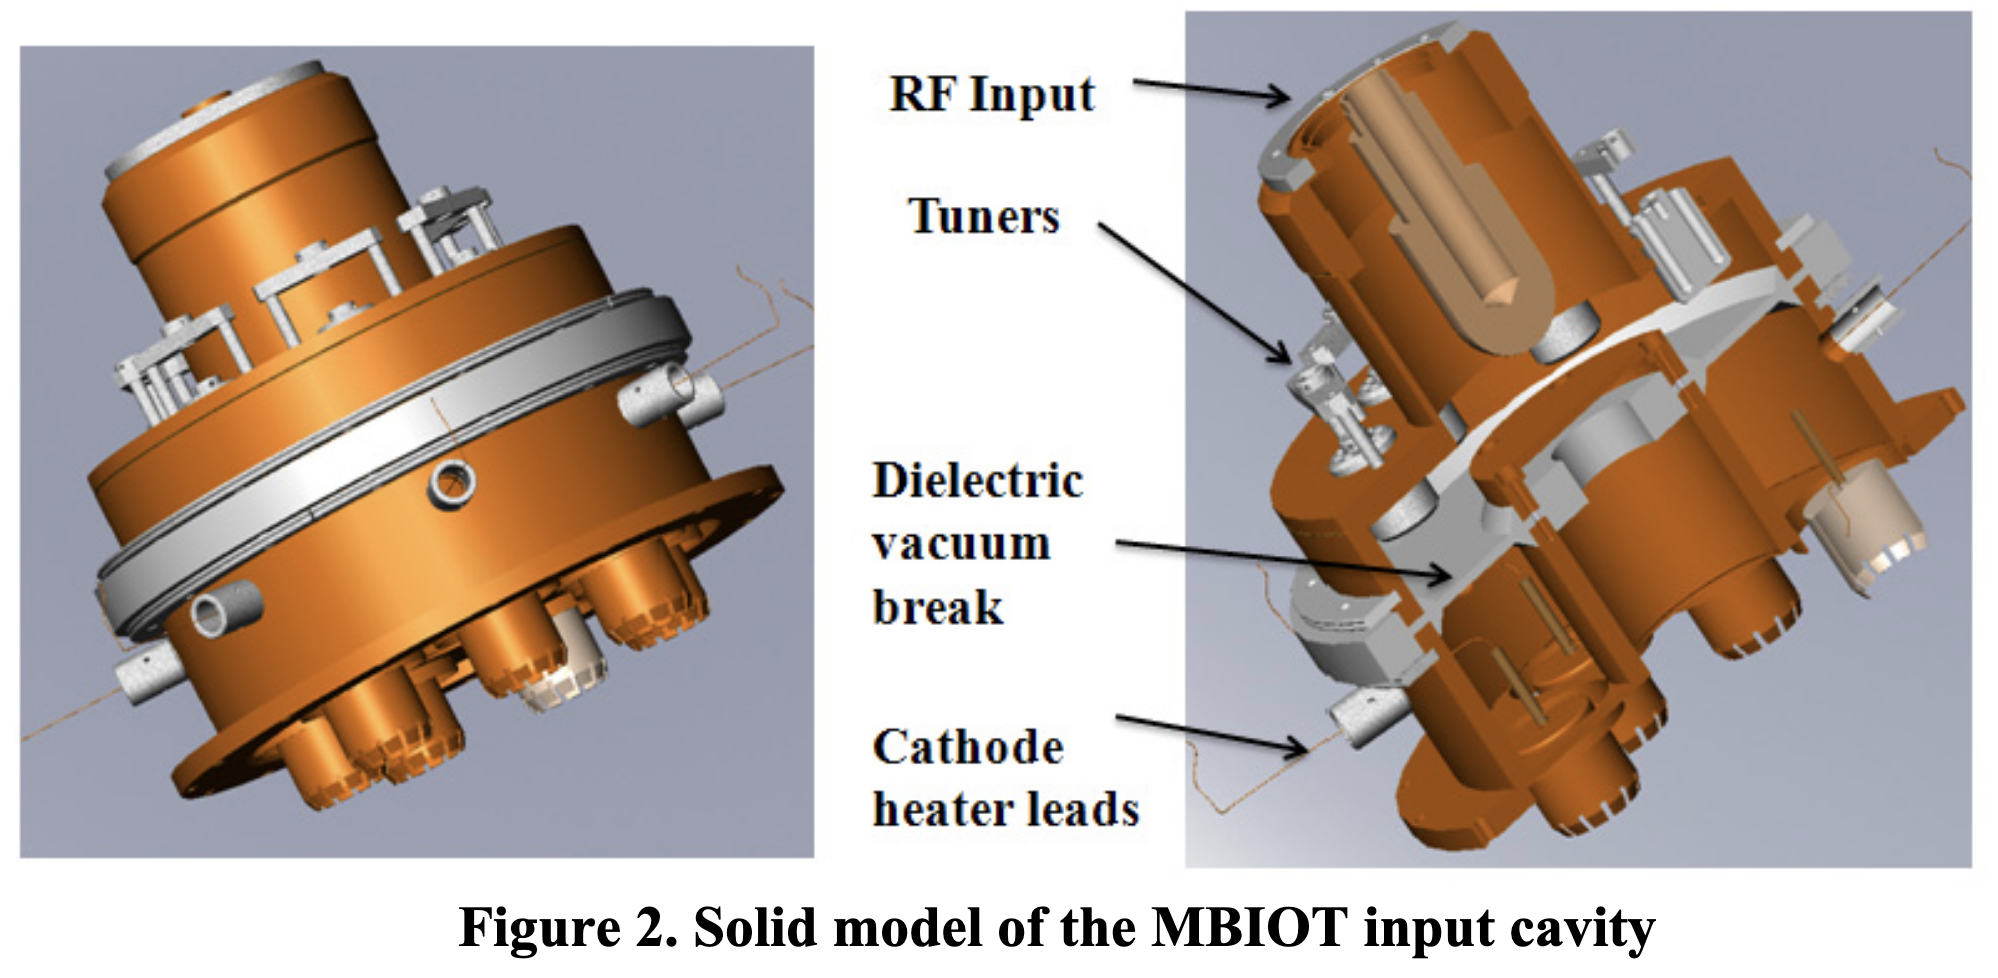 RF Input
Tuners
Dielectric
vacuum
break
Cathode
heater leads
Figure 2. Solid model of the MBIOT input cavity